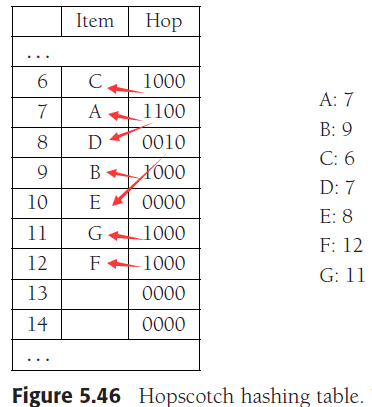 Item Hop
...
6 C 1000
7 A 1100
8 D 0010
9 B 1000
10 E 0000
11 G 1000
12 F 1000
13 0000
14 0000
...
A: 7
B: 9
C: 6
D: 7
E: 8
F: 12
G: 11
Figure 5.46 Hopscotch hashing table.